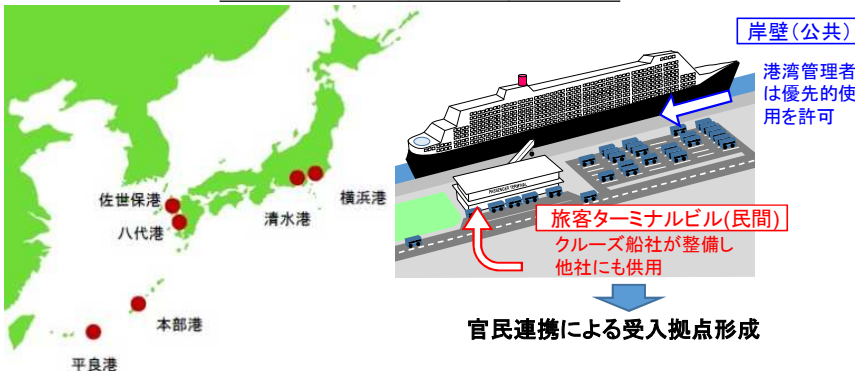 佐世保港
八代港
清水港
横浜港
本部港
平良港
岸壁(公共)
港湾管理者
は優先的使
用を許可
PASSENGER TERMINAL
旅客ターミナルビル(民間)
クルーズ船社が整備し
他社にも供用
官民連携による受入拠点形成